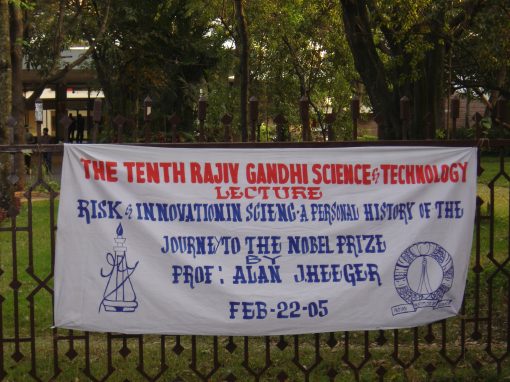 THE TENTH RAJIV GANDHI SCIENCE & TECHNOLOGY
LECTURE
RISK & INNOVATIONIN SCIENG-A PERSONAL HISTORY OF THE
JOURNEY TO THE NOBEL PRIZE
BY
PROF: ALAN J.HEEGER
FEB-22-05